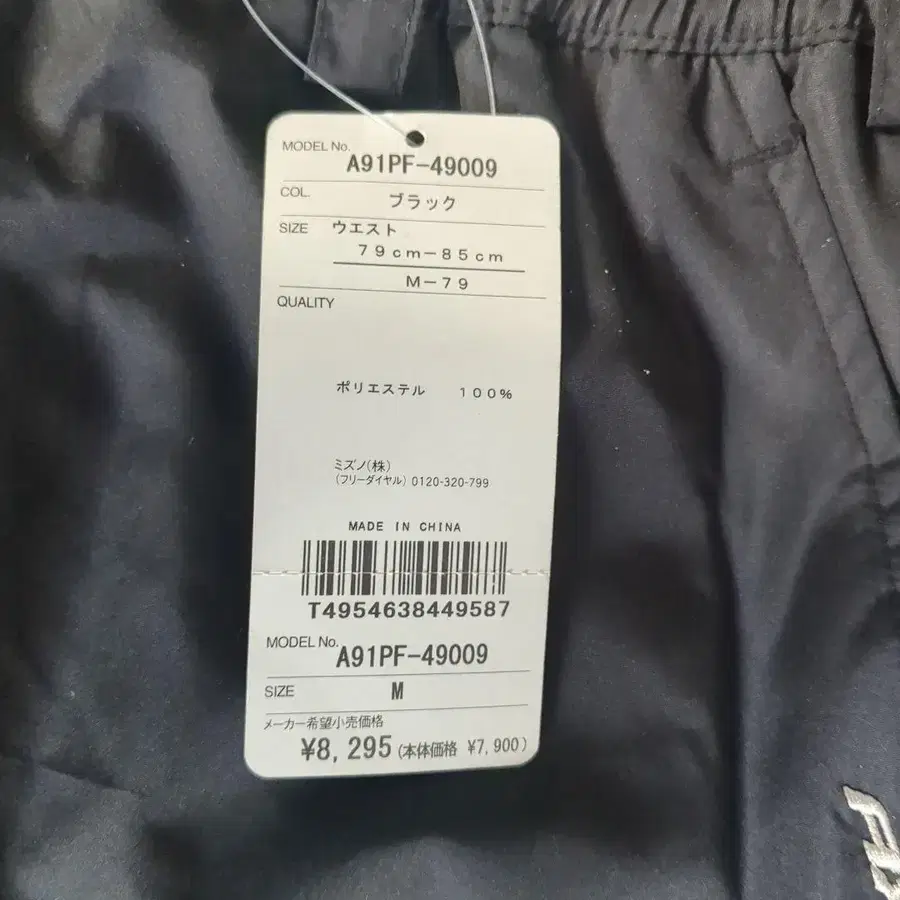 MODEL No. A91PF-49009
COL. ブラック
SIZE ウエスト
79cm-85cm
M-79
QUALITY
ポリエステル 100%
ミズノ(株)
(フリーダイヤル) 0120-320-799
MADE IN CHINA
T4954638449587
MODEL No. A91PF-49009
SIZE M
メーカー希望小売価格
¥8,295(本体価格 ¥7,900)